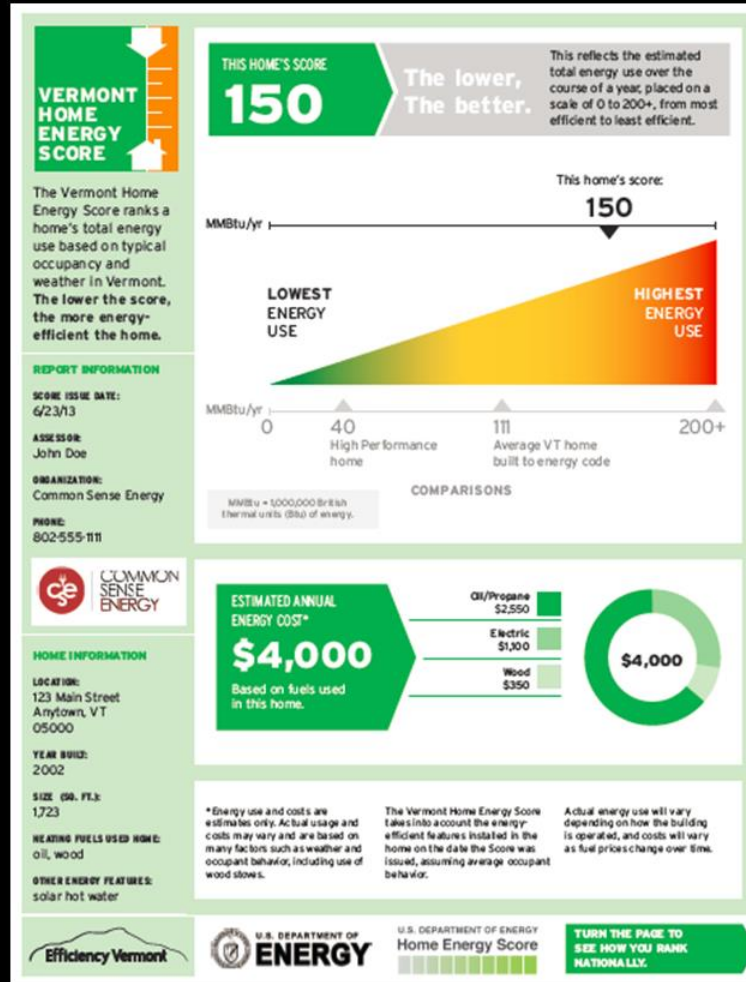 VERMONT
HOME
ENERGY
SCORE
The Vermont Home
Energy Score ranks a
home's total energy
use based on typical
occupancy and
weather in Vermont.
The lower the score,
the more energy-
efficient the home.
REPORT INFORMATION
SCORE ISSUE DATE:
6/23/13
ASSESSOR:
John Doe
ORGANIZATION:
Common Sense Energy
PHONE:
802-555-1111
cse
COMMON
SENSE
ENERGY
HOME INFORMATION
LOCATION:
123 Main Street
Anytown, VT
05000
YEAR BUILT:
2002
SIZE (SQ. FT.):
1,723
HEATING FUELS USED HOME:
oil, wood
OTHER ENERGY FEATURES:
solar hot water
Efficiency Vermont
THIS HOME'S SCORE
150
The lower,
The better.
This reflects the estimated
total energy use over the
course of a year, placed on a
scale of 0 to 200+, from most
efficient to least efficient.
This home's score:
150
MMBtu/yr
LOWEST
ENERGY
USE
HIGHEST
ENERGY
USE
MMBtu/yr
0 40 111 200+
High Performance
home
Average VT home
built to energy code
COMPARISONS
MMBtu = 1,000,000 British
thermal units (Btu) of energy.
ESTIMATED ANNUAL
ENERGY COST*
$4,000
Based on fuels used
in this home.
Oil/Propane
$2,550
Electric
$1,100
Wood
$350
$4,000
*Energy use and costs are
estimates only. Actual usage and
costs may vary and are based on
many factors such as weather and
occupant behavior, including use of
wood stoves.
The Vermont Home Energy Score
takes into account the energy-
efficient features installed in the
home on the date the Score was
issued, assuming average occupant
behavior.
Actual energy use will vary
depending on how the building
is operated, and costs will vary
as fuel prices change over time.
U.S. DEPARTMENT OF
ENERGY
U.S. DEPARTMENT OF ENERGY
Home Energy Score
TURN THE PAGE TO
SEE HOW YOU RANK
NATIONALLY.